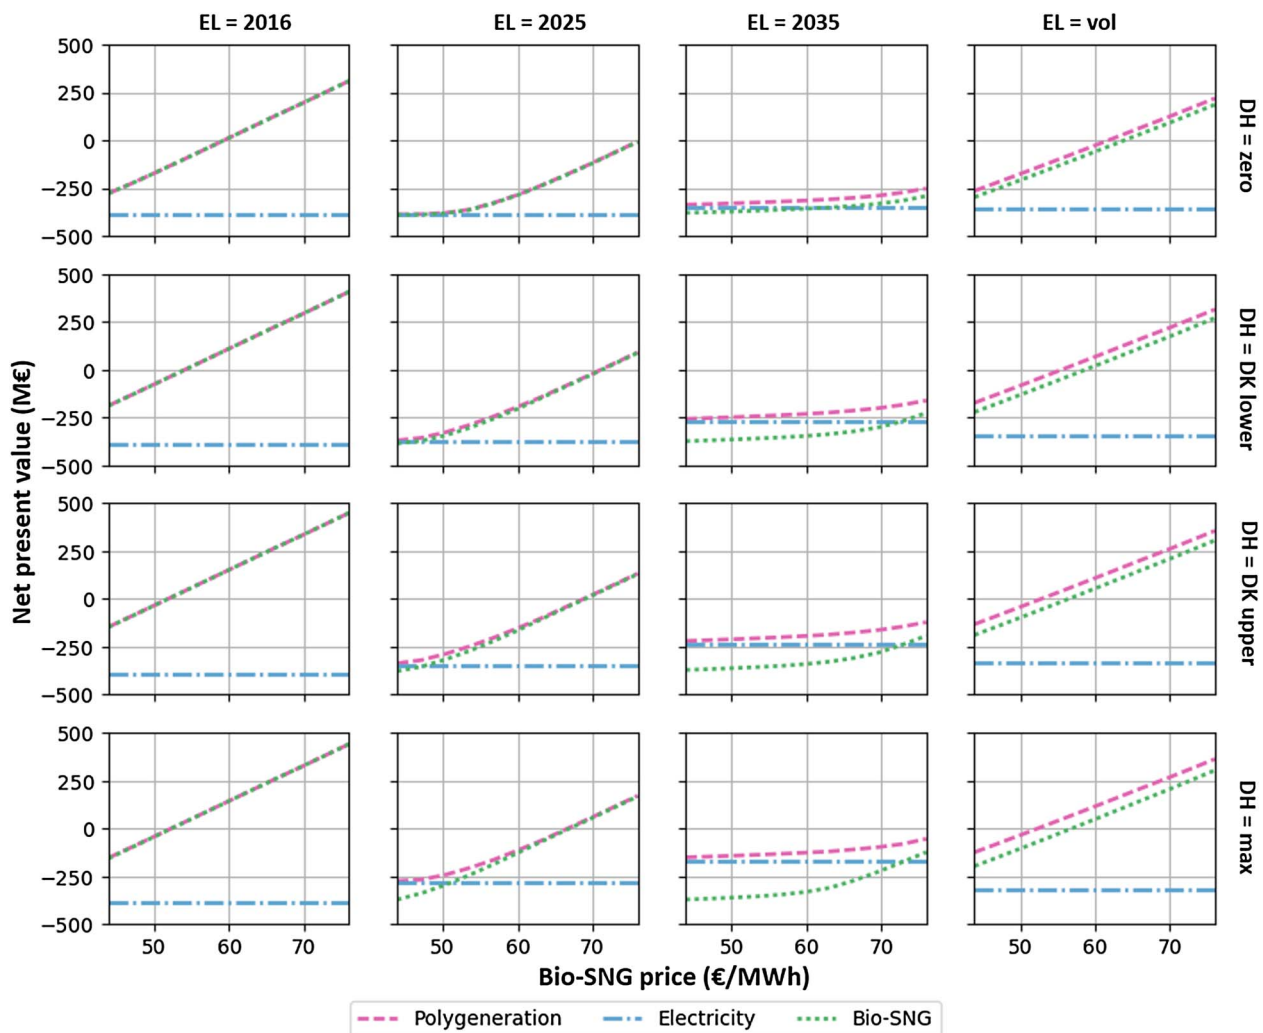 EL = 2016 EL = 2025 EL = 2035 EL = vol
500
250
0
−250
−500
DH = zero
500
250
0
−250
−500
DH = DK lower
Net present value (M€)
500
250
0
−250
−500
DH = DK upper
500
250
0
−250
−500
DH = max
50 60 70 50 60 70 50 60 70 50 60 70
Bio-SNG price (€/MWh)
Polygeneration Electricity Bio-SNG